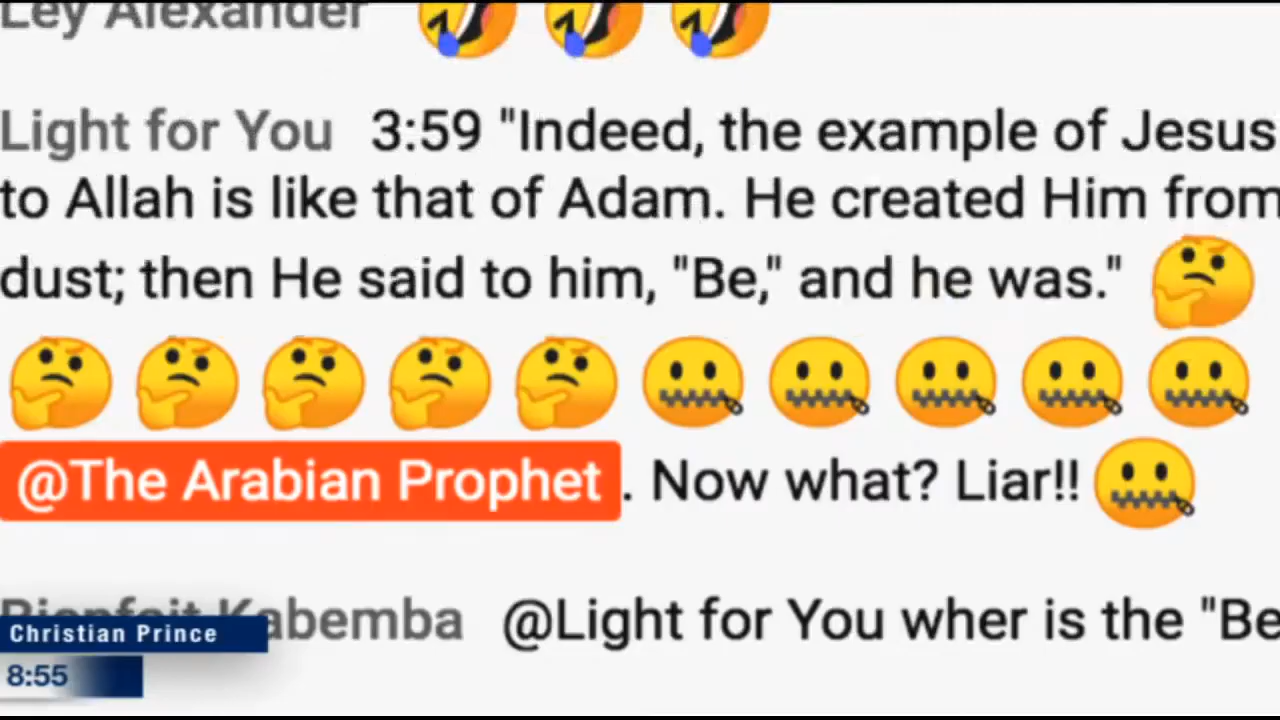 Ley Alexander 🤣🤣🤣
Light for You 3:59 "Indeed, the example of Jesus
to Allah is like that of Adam. He created Him from
dust; then He said to him, "Be," and he was." 🤔
🤔🤔🤔🤔🤔🤐🤐🤐🤐🤐
@The Arabian Prophet . Now what? Liar!! 🤐
Bienfait Kabemba @Light for You wher is the "Be
Christian Prince
8:55